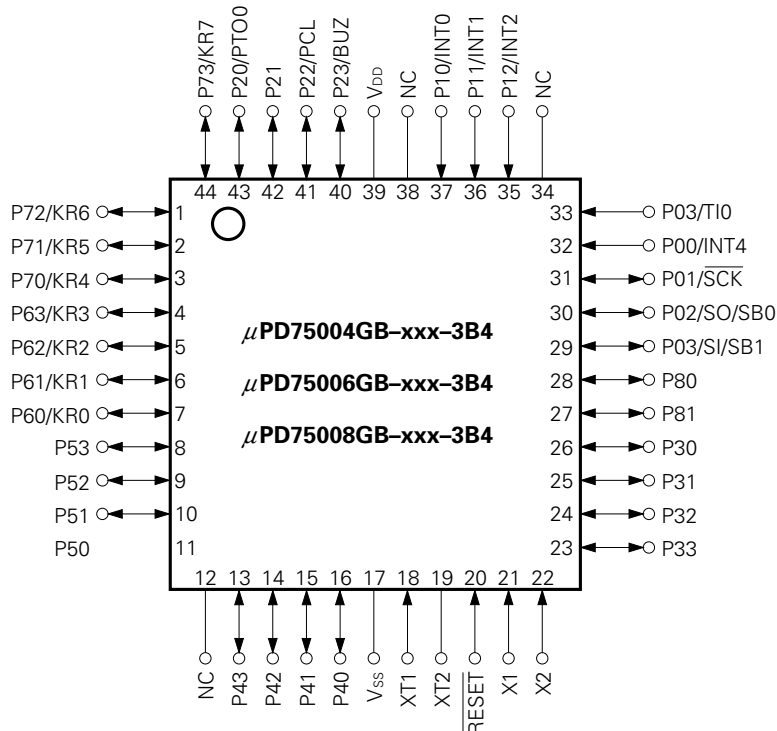 P73/KR7
P20/PTO0
P21
P22/PCL
P23/BUZ
VDD
NC
P10/INT0
P11/INT1
P12/INT2
NC
44 43 42 41 40 39 38 37 36 35 34
P72/KR6 1
P71/KR5 2
P70/KR4 3
P63/KR3 4
P62/KR2 5
P61/KR1 6
P60/KR0 7
P53 8
P52 9
P51 10
P50 11
μPD75004GB–xxx–3B4
μPD75006GB–xxx–3B4
μPD75008GB–xxx–3B4
33 P03/TI0
32 P00/INT4
31 P01/SCK
30 P02/SO/SB0
29 P03/SI/SB1
28 P80
27 P81
26 P30
25 P31
24 P32
23 P33
12 13 14 15 16 17 18 19 20 21 22
NC
P43
P42
P41
P40
VSS
XT1
XT2
RESET
X1
X2